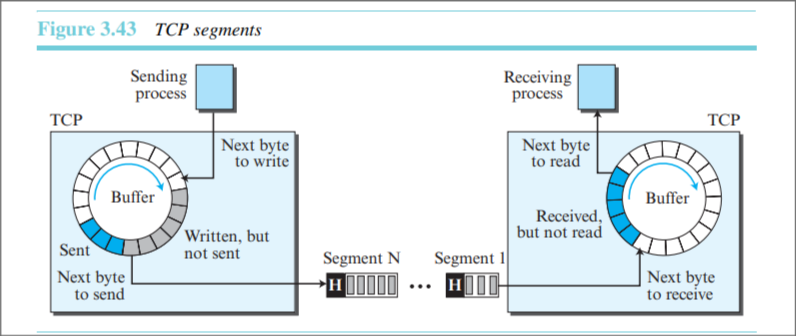 Figure 3.43 TCP segments
Sending
process
Receiving
process
TCP
TCP
Next byte
to write
Next byte
to read
Buffer
Buffer
Received,
but not read
Written, but
not sent
Sent
Segment N
Segment 1
Next byte
to send
Next byte
to receive
H
...
H